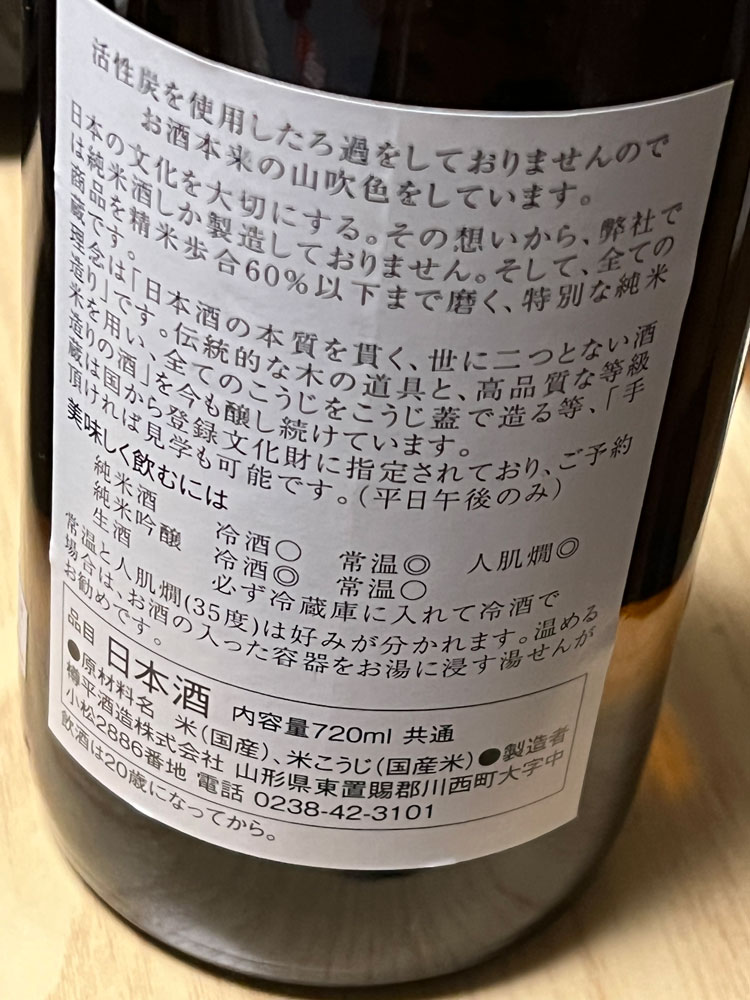 活性炭を使用したろ過をしておりませんので
お酒本来の山吹色をしています。
日本の文化を大切にする。その想いから、弊社で
は純米酒しか製造しておりません。そして、全ての
商品を精米歩合60%以下まで磨く、特別な純米
蔵です。
理念は「日本酒の本質を貫く、世に二つとない酒
造り」です。伝統的な木の道具と、高品質な等級
米を用い、全てのこうじをこうじ蓋で造る等、「手
造りの酒」を今も醸し続けています。
蔵は国から登録文化財に指定されており、ご予約
頂ければ見学も可能です。(平日午後のみ)
美味しく飲むには
純米酒 冷酒○ 常温◎ 人肌燗◎
純米吟醸 冷酒◎ 常温○
生酒 必ず冷蔵庫に入れて冷酒で
常温と人肌燗(35度)は好みが分かれます。温める
場合は、お酒の入った容器をお湯に浸す湯せんが
お勧めです。
品目 日本酒 内容量720ml 共通
●原材料名 米(国産)、米こうじ(国産米)●製造者
樽平酒造株式会社 山形県東置賜郡川西町大字中
小松2886番地 電話 0238-42-3101
飲酒は20歳になってから。